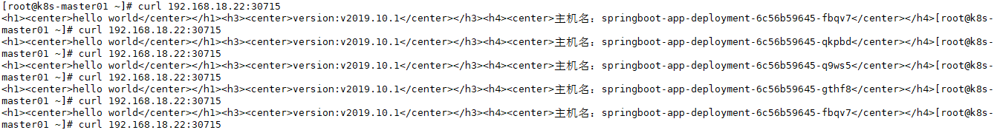 [root@k8s-master01 ~]# curl 192.168.18.22:30715
<h1><center>hello world</center></h1><h3><center>version:v2019.10.1</center></h3><h4><center>主机名：springboot-app-deployment-6c56b59645-fbqv7</center></h4>[root@k8s-
master01 ~]# curl 192.168.18.22:30715
<h1><center>hello world</center></h1><h3><center>version:v2019.10.1</center></h3><h4><center>主机名：springboot-app-deployment-6c56b59645-qkpbd</center></h4>[root@k8s-
master01 ~]# curl 192.168.18.22:30715
<h1><center>hello world</center></h1><h3><center>version:v2019.10.1</center></h3><h4><center>主机名：springboot-app-deployment-6c56b59645-q9ws5</center></h4>[root@k8s-
master01 ~]# curl 192.168.18.22:30715
<h1><center>hello world</center></h1><h3><center>version:v2019.10.1</center></h3><h4><center>主机名：springboot-app-deployment-6c56b59645-gthf8</center></h4>[root@k8s-
master01 ~]# curl 192.168.18.22:30715
<h1><center>hello world</center></h1><h3><center>version:v2019.10.1</center></h3><h4><center>主机名：springboot-app-deployment-6c56b59645-fbqv7</center></h4>[root@k8s-
master01 ~]# curl 192.168.18.22:30715